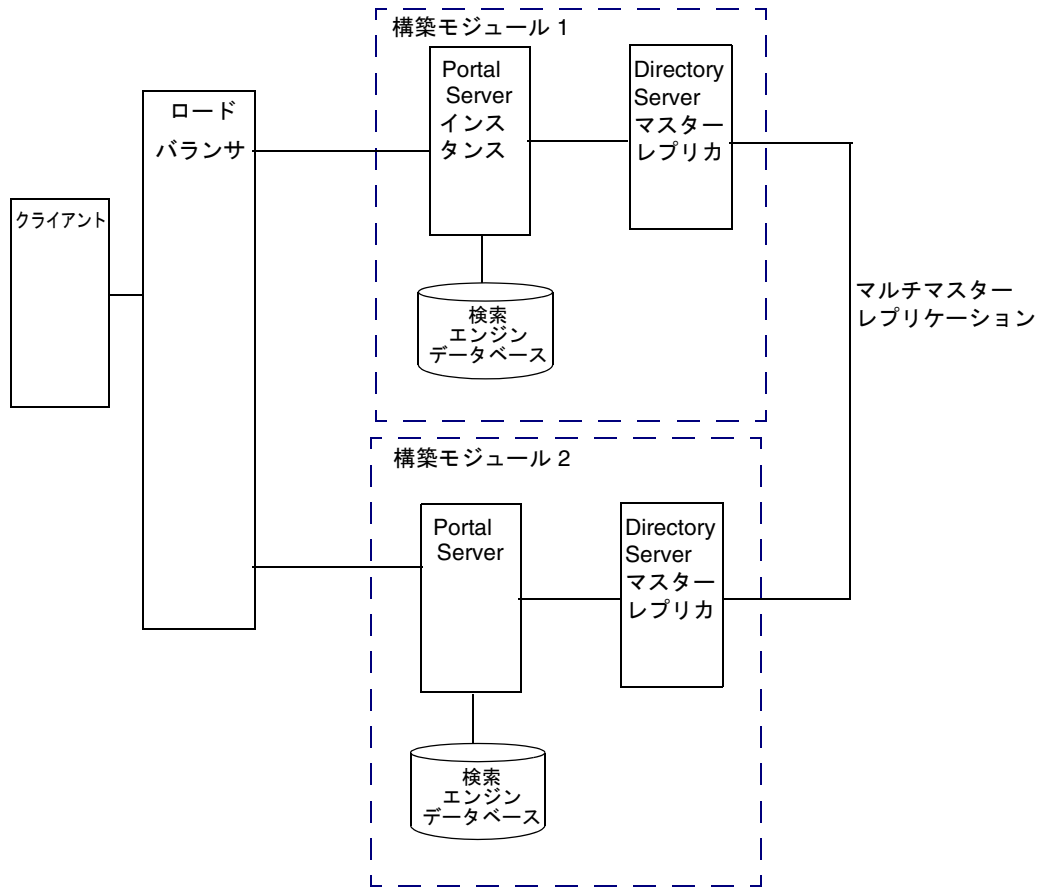 構築モジュール 1
Portal
Server
インス
タンス
Directory
Server
マスター
レプリカ
ロード
バランサ
クライアント
検索
エンジン
データベース
マルチマスター
レプリケーション
構築モジュール 2
Portal
Server
Directory
Server
マスター
レプリカ
検索
エンジン
データベース